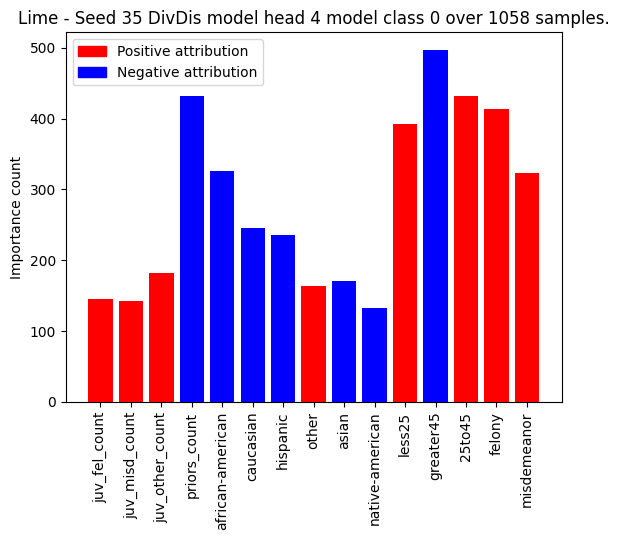 Lime - Seed 35 DivDis model head 4 model class 0 over 1058 samples.
Positive attribution
Negative attribution
Importance count
500
400
300
200
100
0
juv_fel_count
juv_misd_count
juv_other_count
priors_count
african-american
caucasian
hispanic
other
asian
native-american
less25
greater45
25to45
felony
misdemeanor